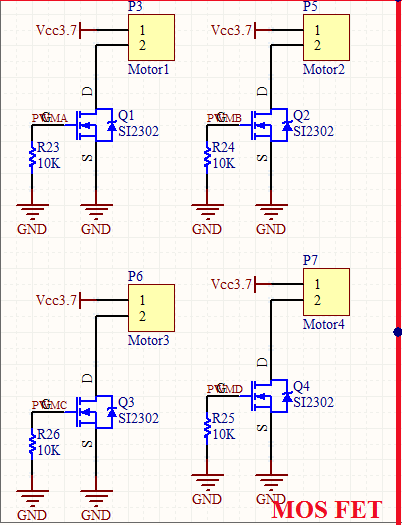 P3
Vcc3.7
1
2
Motor1
D
PWMA
G
Q1
SI2302
R23
10K
S
GND
GND
P5
Vcc3.7
1
2
Motor2
D
PWMB
G
Q2
SI2302
R24
10K
S
GND
GND
P6
Vcc3.7
1
2
Motor3
D
PWMC
G
Q3
SI2302
R26
10K
S
GND
GND
P7
Vcc3.7
1
2
Motor4
D
PWMD
G
Q4
SI2302
R25
10K
S
GND
GND
MOS FET